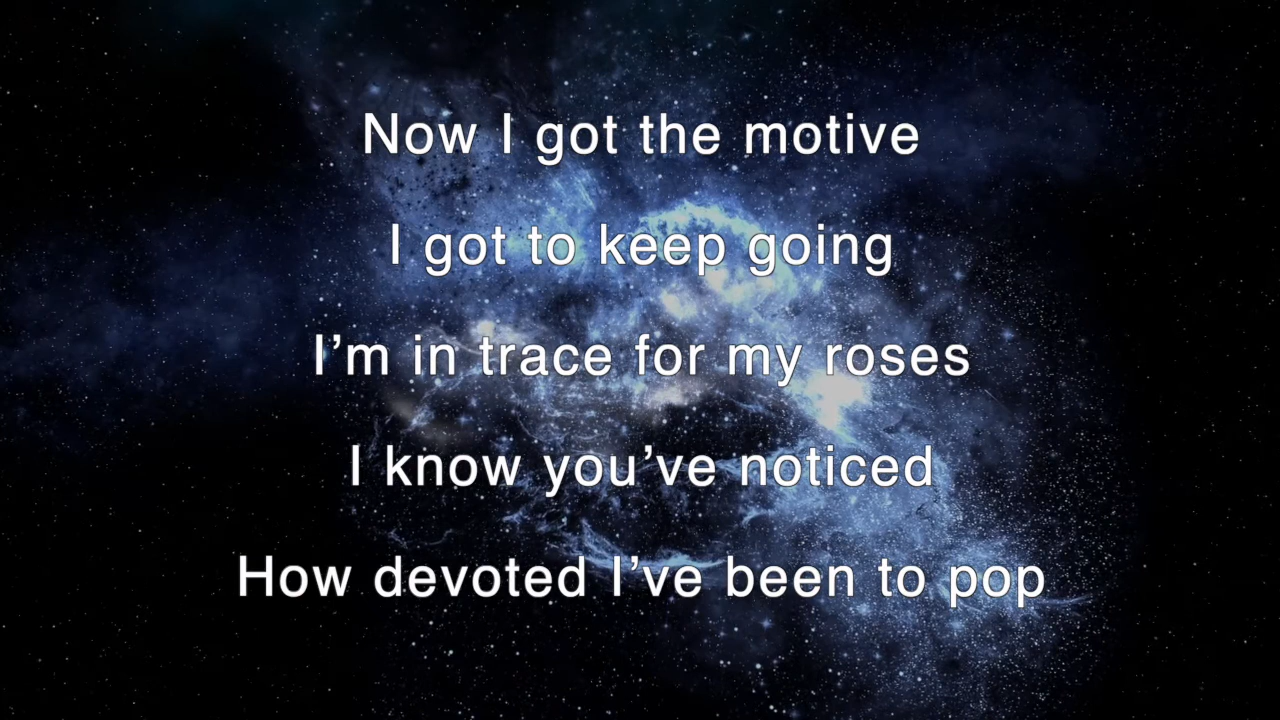 Now I got the motive
I got to keep going
I’m in trace for my roses
I know you’ve noticed
How devoted I’ve been to pop